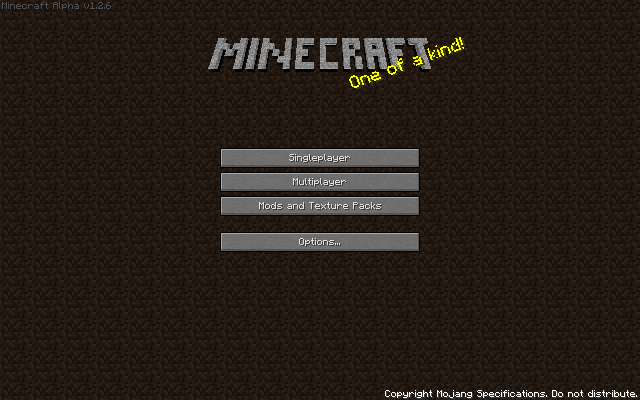 Minecraft Alpha v1.2.6
MINECRAFT
One of a kind!
Singleplayer
Multiplayer
Mods and Texture Packs
Options...
Copyright Mojang Specifications. Do not distribute.